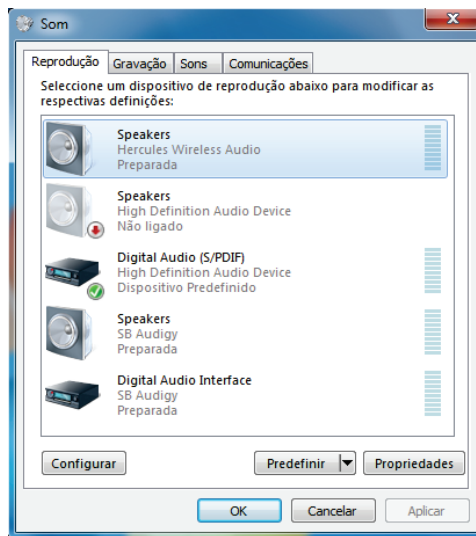 Som
Reprodução Gravação Sons Comunicações
Seleccione um dispositivo de reprodução abaixo para modificar as
respectivas definições:
Speakers
Hercules Wireless Audio
Preparada
Speakers
High Definition Audio Device
Não ligado
Digital Audio (S/PDIF)
High Definition Audio Device
Dispositivo Predefinido
Speakers
SB Audigy
Preparada
Digital Audio Interface
SB Audigy
Preparada
Configurar Predefinir Propriedades
OK Cancelar Aplicar